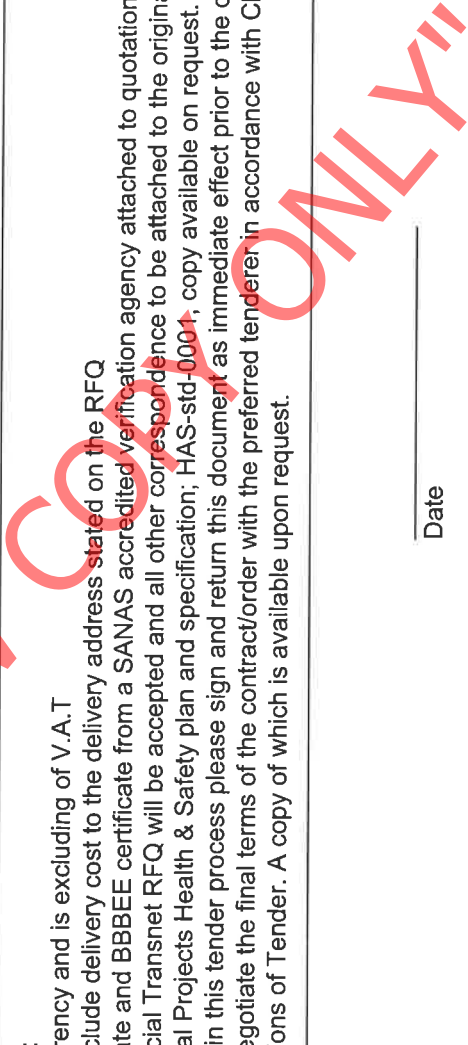 rency and is excluding of V.A.T
clude delivery cost to the delivery address stated on the RFQ
te and BBBEE certificate from a SANAS accredited verification agency attached to quotation
cial Transnet RFQ will be accepted and all other correspondence to be attached to the origina
al Projects Health & Safety plan and specification; HAS-std-0001, copy available on request.
in this tender process please sign and return this document as immediate effect prior to the c
egotiate the final terms of the contract/order with the preferred tenderer in accordance with Cl
ons of Tender. A copy of which is available upon request.
Date
COPY ONLY"